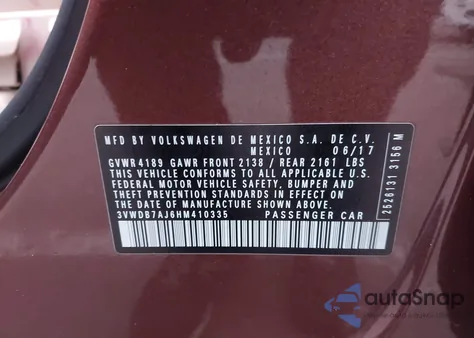 MFD BY VOLKSWAGEN DE MEXICO S.A. DE C.V.
MEXICO 06/17
GVWR 4189 GAWR FRONT 2138 / REAR 2161 LBS
THIS VEHICLE CONFORMS TO ALL APPLICABLE U.S.
FEDERAL MOTOR VEHICLE SAFETY, BUMPER AND
THEFT PREVENTION STANDARDS IN EFFECT ON
THE DATE OF MANUFACTURE SHOWN ABOVE.
3VWDB7AJ6HM410335 PASSENGER CAR
2526131 3156 M
autoSnap